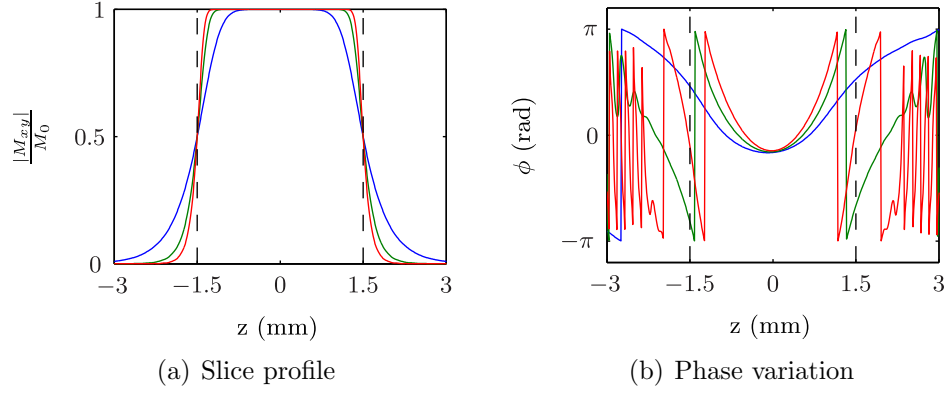 1
0.5
0
|M_xy|
M_0
−3 −1.5 0 1.5 3
z (mm)
(a) Slice profile
π
0
−π
ϕ (rad)
−3 −1.5 0 1.5 3
z (mm)
(b) Phase variation